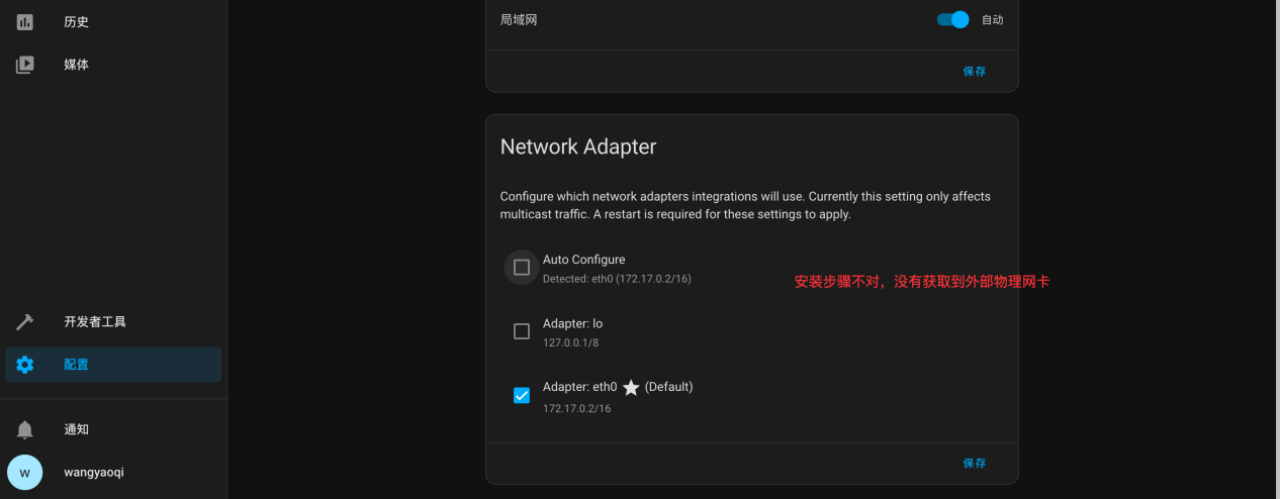 历史
媒体
开发者工具
配置
通知
w
wangyaoqi
局域网
自动
保存
Network Adapter
Configure which network adapters integrations will use. Currently this setting only affects
multicast traffic. A restart is required for these settings to apply.
Auto Configure
Detected: eth0 (172.17.0.2/16)
安装步骤不对，没有获取到外部物理网卡
Adapter: lo
127.0.0.1/8
Adapter: eth0 ★ (Default)
172.17.0.2/16
保存